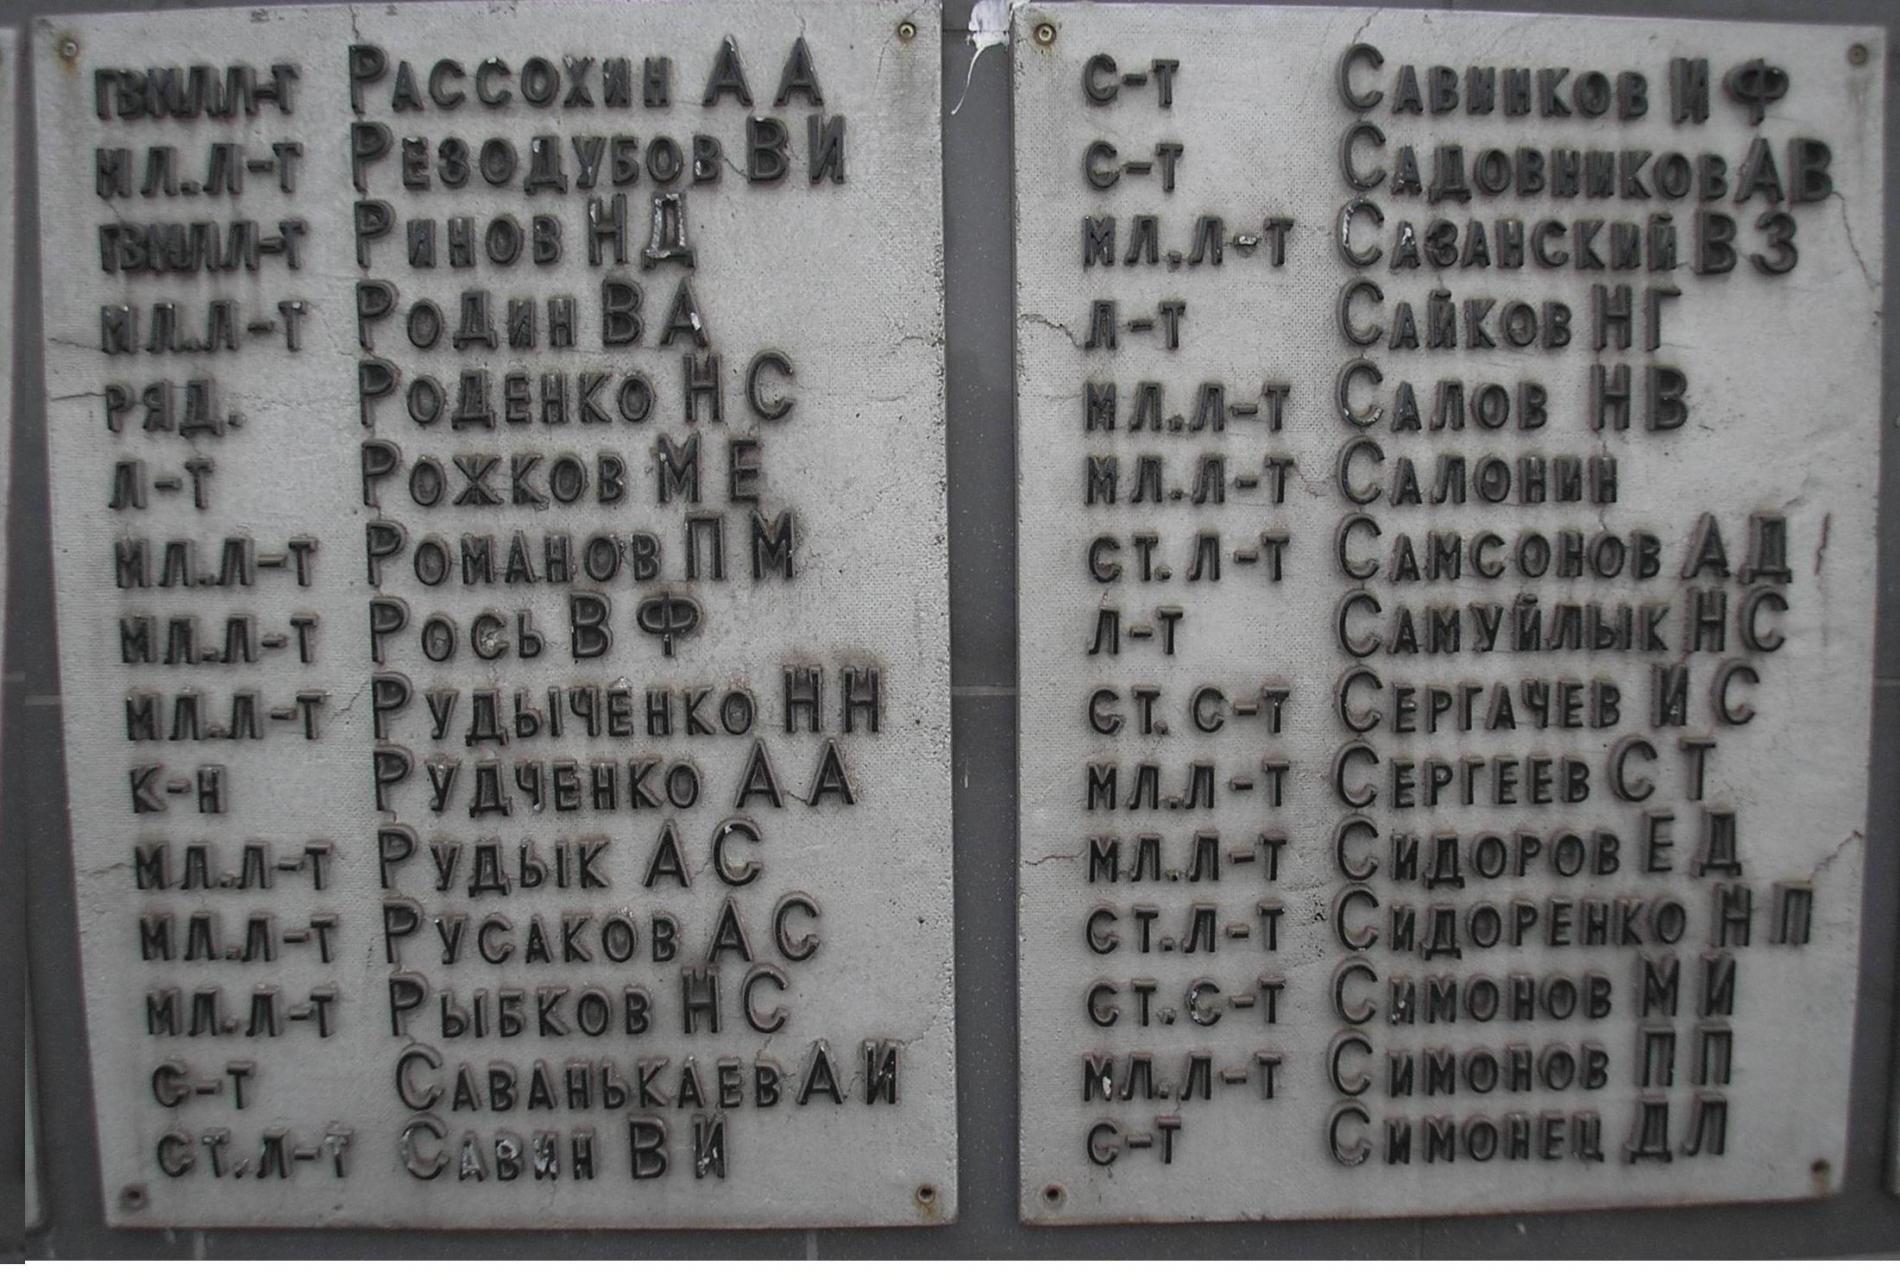 ГВ.МЛ.Л-Т РАССОХИН А А
МЛ.Л-Т РЕЗОДУБОВ В И
ГВ.МЛ.Л-Т РИНОВ Н Д
МЛ.Л-Т РОДИН В А
РЯД. РОДЕНКО Н С
Л-Т РОЖКОВ М Е
МЛ.Л-Т РОМАНОВ П М
МЛ.Л-Т РОСЬ В Ф
МЛ.Л-Т РУДЫЧЕНКО Н Н
К-Н РУДЧЕНКО А А
МЛ.Л-Т РУДЫК А С
МЛ.Л-Т РУСАКОВ А С
МЛ.Л-Т РЫБКОВ Н С
С-Т САВАНЬКАЕВ А И
СТ.Л-Т САВИН В И
С-Т САВИНКОВ И Ф
С-Т САДОВНИКОВ А В
МЛ.Л-Т САЗАНСКИЙ В З
Л-Т САЙКОВ Н Г
МЛ.Л-Т САЛОВ Н В
МЛ.Л-Т САЛОНИН
СТ.Л-Т САМСОНОВ А Д
Л-Т САМУЙЛЫК Н С
СТ.С-Т СЕРГАЧЕВ И С
МЛ.Л-Т СЕРГЕЕВ С Т
МЛ.Л-Т СИДОРОВ Е Д
СТ.Л-Т СИДОРЕНКО Н П
СТ.С-Т СИМОНОВ М И
МЛ.Л-Т СИМОНОВ П П
С-Т СИМОНЕЦ Д Л